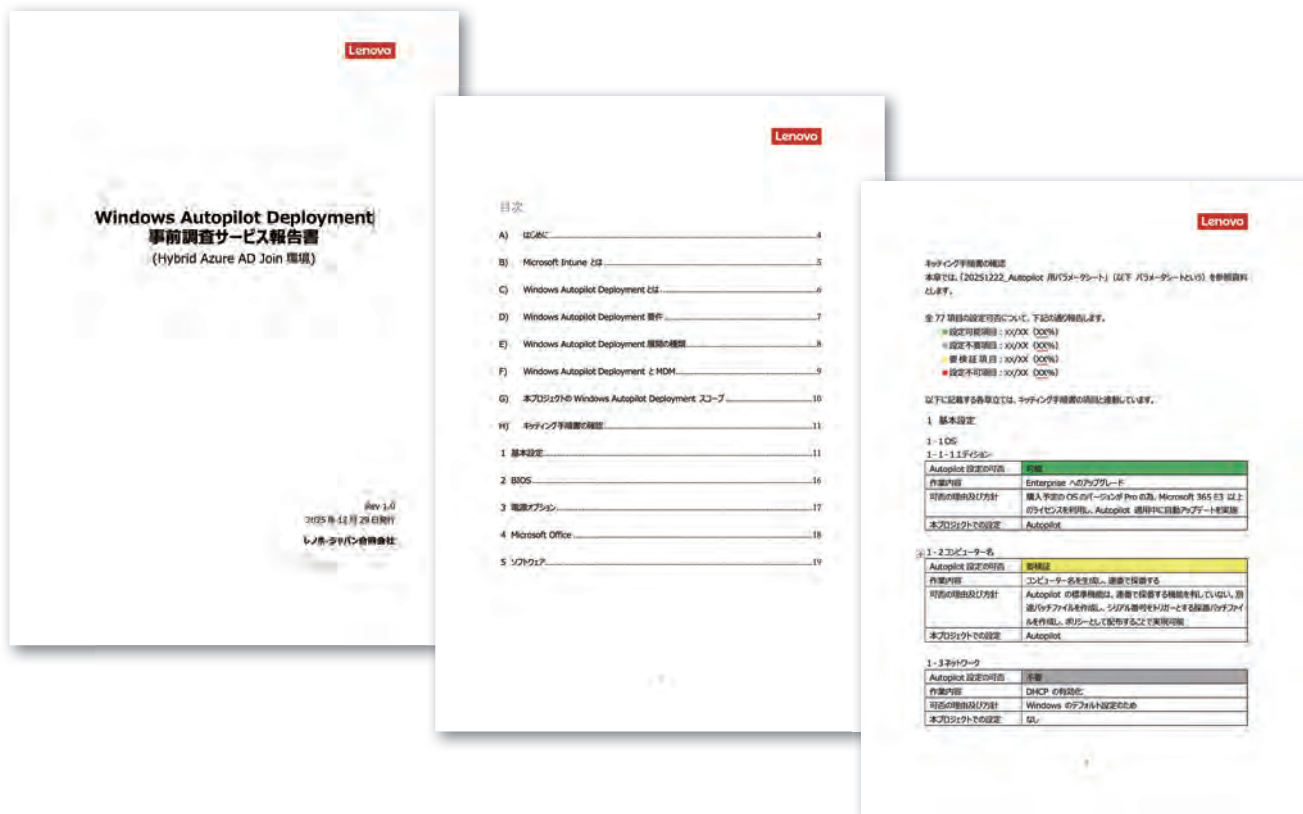 Lenovo
Windows Autopilot Deployment
事前調査サービス報告書
(Hybrid Azure AD Join 環境)
Rev 1.0
2025 年 12 月 29 日発行
レノボ・ジャパン合同会社
Lenovo
目次
A) はじめに 4
B) Microsoft Intune とは 5
C) Windows Autopilot Deployment とは 6
D) Windows Autopilot Deployment 要件 7
E) Windows Autopilot Deployment 展開の種類 8
F) Windows Autopilot Deployment と MDM 9
G) 本プロジェクトの Windows Autopilot Deployment スコープ 10
H) キッティング手順書の確認 11
1 基本設定 11
2 BIOS 16
3 電源オプション 17
4 Microsoft Office 18
5 ソフトウェア 19
Lenovo
キッティング手順書の確認
本章では、「20251222_Autopilot 用パラメータシート」(以下 パラメータシートという) を参照資料
とします。
全 77 項目の設定可否について、下記の通り報告します。
■設定可能項目：xx/XX (XX%)
■設定不要項目：xx/XX (XX%)
■要検証項目：xx/XX (XX%)
■設定不可項目：xx/XX (XX%)
以下に記載する各章立ては、キッティング手順書の項目と連動しています。
1 基本設定
1-1 OS
1-1-1 エディション
Autopilot 設定の可否 可能
作業内容 Enterprise へのアップグレード
可否の理由及び方針 購入予定の OS のバージョンが Pro の為、Microsoft 365 E3 以上
のライセンスを利用し、Autopilot 適用中に自動アップデートを実施
本プロジェクトでの設定 Autopilot
1-2 コンピューター名
Autopilot 設定の可否 要検証
作業内容 コンピューター名を生成し、連番で採番する
可否の理由及び方針 Autopilot の標準機能は、連番で採番する機能を有していない。別
途バッチファイルを作成し、シリアル番号をトリガーとする採番バッチファイ
ルを作成し、ポリシーとして配布することで実現可能
本プロジェクトでの設定 Autopilot
1-3 ネットワーク
Autopilot 設定の可否 不要
作業内容 DHCP の有効化
可否の理由及び方針 Windows のデフォルト設定のため
本プロジェクトでの設定 なし